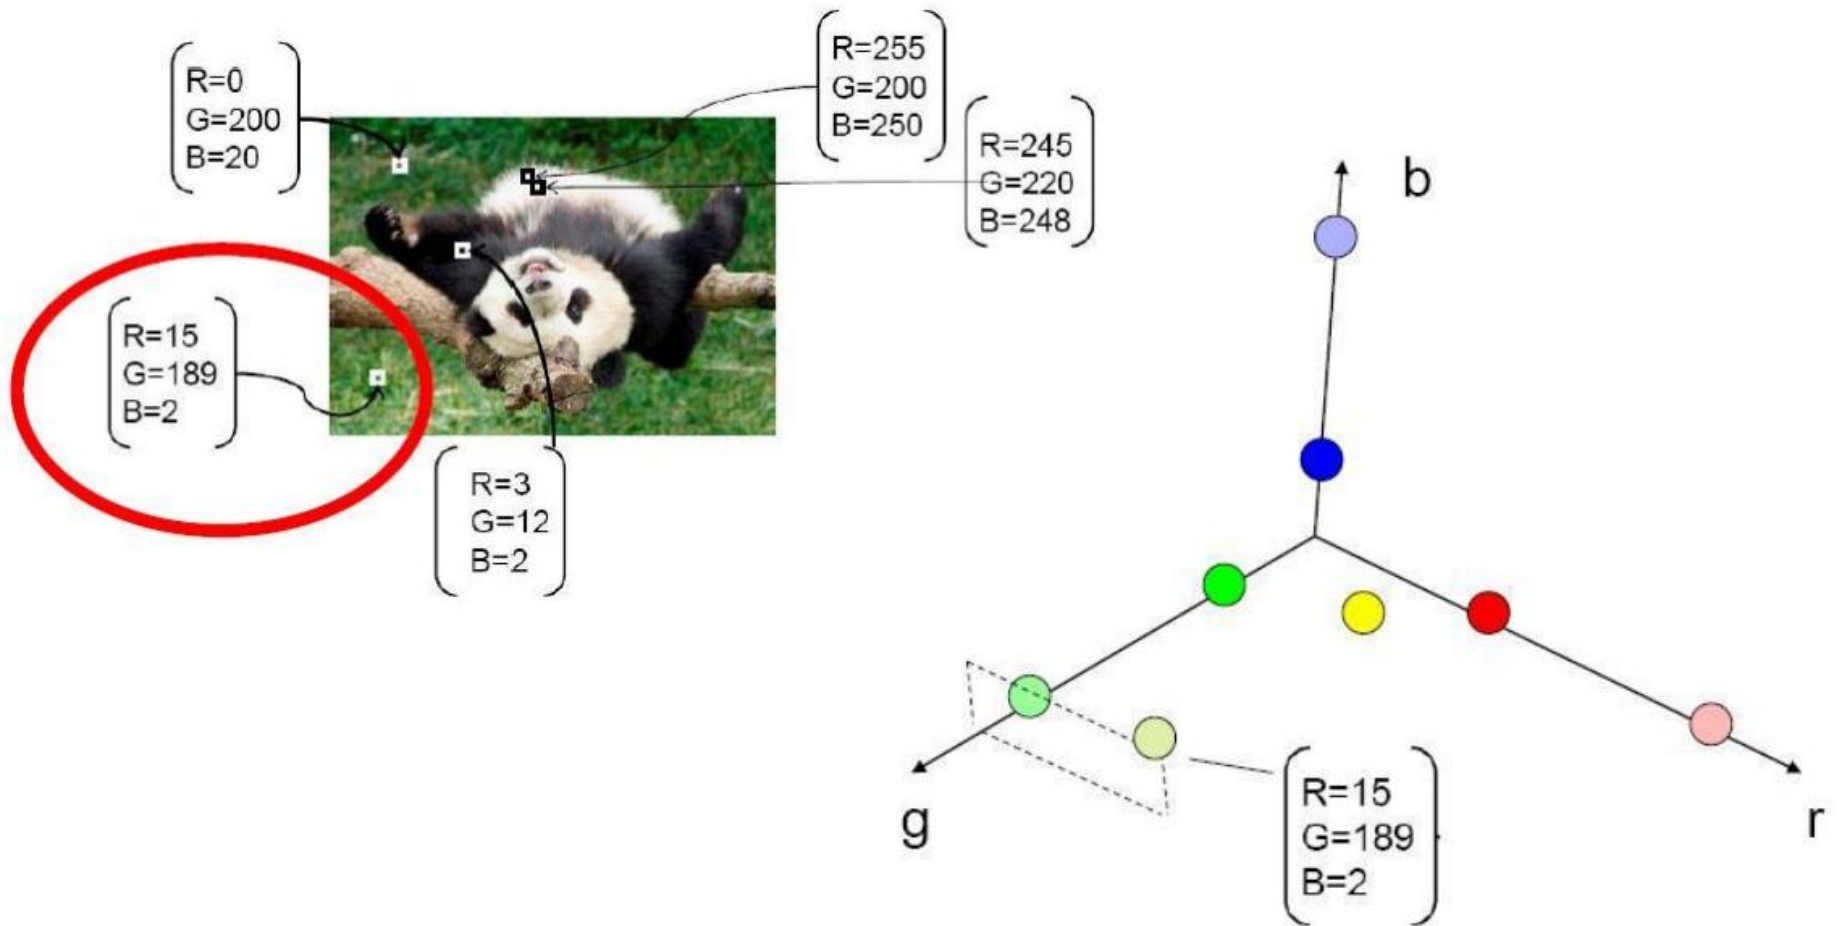 R=0
G=200
B=20
R=255
G=200
B=250
R=245
G=220
B=248
R=15
G=189
B=2
R=3
G=12
B=2
b
g
r
R=15
G=189
B=2